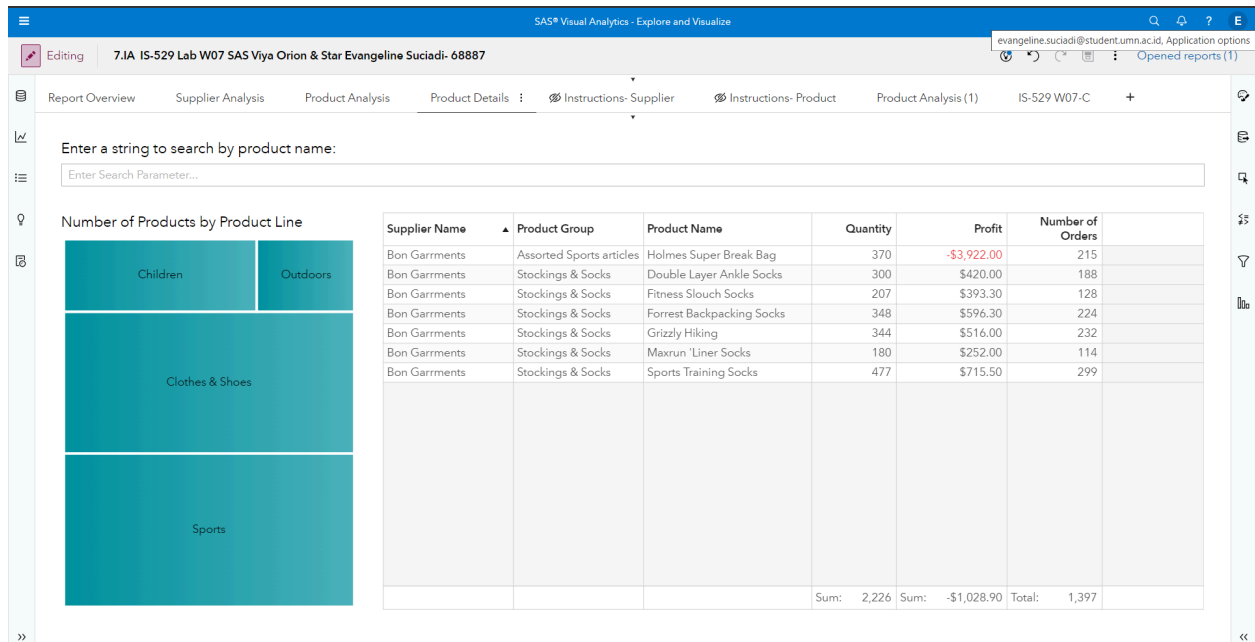 SAS® Visual Analytics - Explore and Visualize
? E
evangeline.suciadi@student.umn.ac.id, Application options
Editing 7.IA IS-529 Lab W07 SAS Viya Orion & Star Evangeline Suciadi- 68887
Opened reports (1)
Report Overview Supplier Analysis Product Analysis Product Details Instructions- Supplier Instructions- Product Product Analysis (1) IS-529 W07-C +
Enter a string to search by product name:
Enter Search Parameter...
Number of Products by Product Line
Children Outdoors
Clothes & Shoes
Sports
Supplier Name Product Group Product Name Quantity Profit Number of
Orders
Bon Garrments Assorted Sports articles Holmes Super Break Bag 370 -$3,922.00 215
Bon Garrments Stockings & Socks Double Layer Ankle Socks 300 $420.00 188
Bon Garrments Stockings & Socks Fitness Slouch Socks 207 $393.30 128
Bon Garrments Stockings & Socks Forrest Backpacking Socks 348 $596.30 224
Bon Garrments Stockings & Socks Grizzly Hiking 344 $516.00 232
Bon Garrments Stockings & Socks Maxrun 'Liner Socks 180 $252.00 114
Bon Garrments Stockings & Socks Sports Training Socks 477 $715.50 299
Sum: 2,226 Sum: -$1,028.90 Total: 1,397